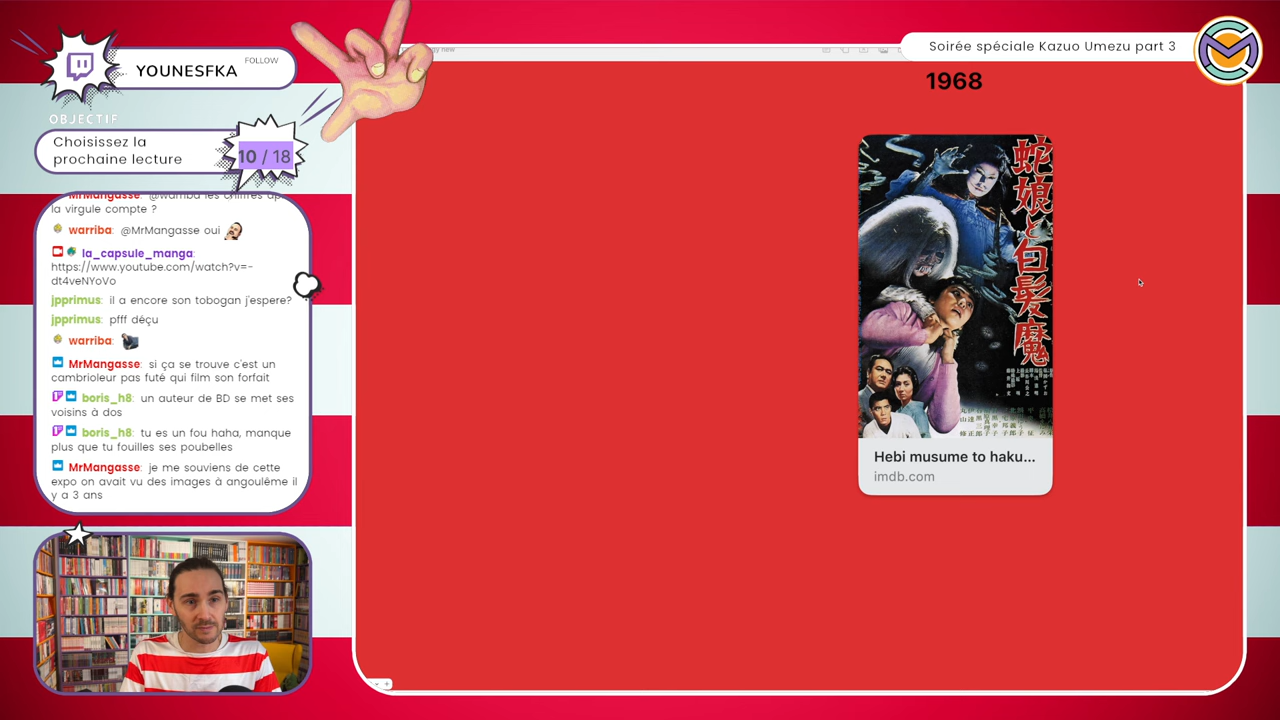 YOUNESFKA
FOLLOW
OBJECTIF
Choisissez la
prochaine lecture
10 / 18
MrMangasse: @warriba les chiffres
la virgule compte ?
warriba: @MrMangasse oui
la_capsule_manga:
https://www.youtube.com/watch?v=-
dt4veNYoVo
jpprimus: il a encore son tobogan j'espere?
jpprimus: pfff déçu
warriba:
MrMangasse: si ça se trouve c'est un
cambrioleur pas futé qui film son forfait
boris_h8: un auteur de BD se met ses
voisins à dos
boris_h8: tu es un fou haha, manque
plus que tu fouilles ses poubelles
MrMangasse: je me souviens de cette
expo on avait vu des images à angoulême il
y a 3 ans
new
Soirée spéciale Kazuo Umezu part 3
1968
蛇娘と白髪魔
Hebi musume to haku...
imdb.com